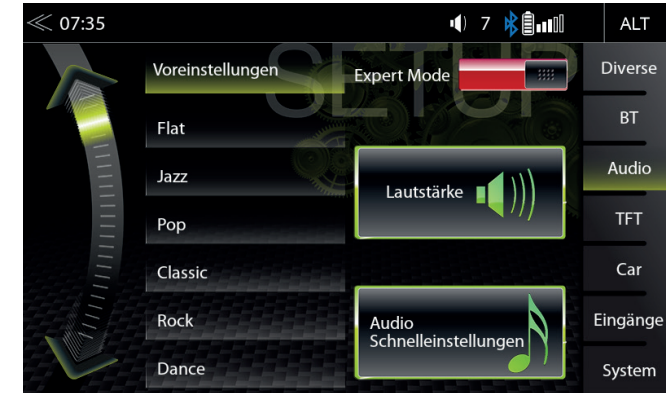 07:35
7
ALT
SETUP
Voreinstellungen
Flat
Jazz
Pop
Classic
Rock
Dance
Expert Mode
Lautstärke
Audio
Schnelleinstellungen
Diverse
BT
Audio
TFT
Car
Eingänge
System